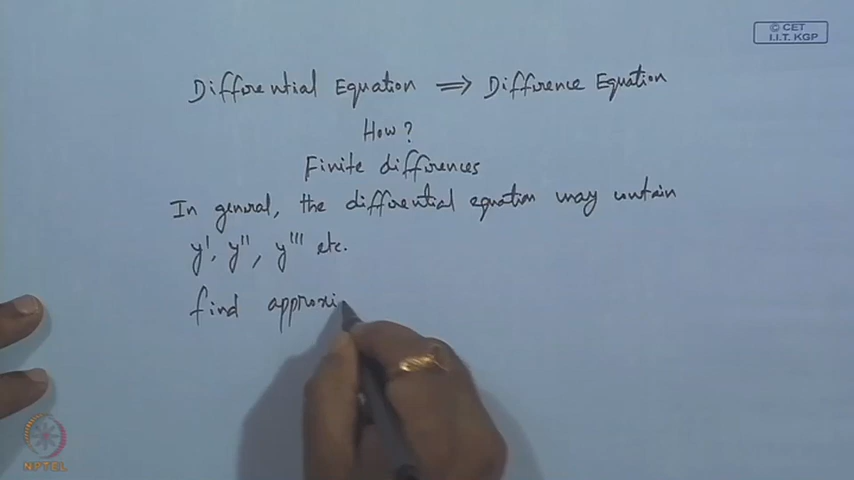 © CET
I.I.T. KGP
Differential Equation ⟹ Difference Equation
How?
Finite differences
In general, the differential equation may contain
y', y'', y''' etc.
find approxi
NPTEL